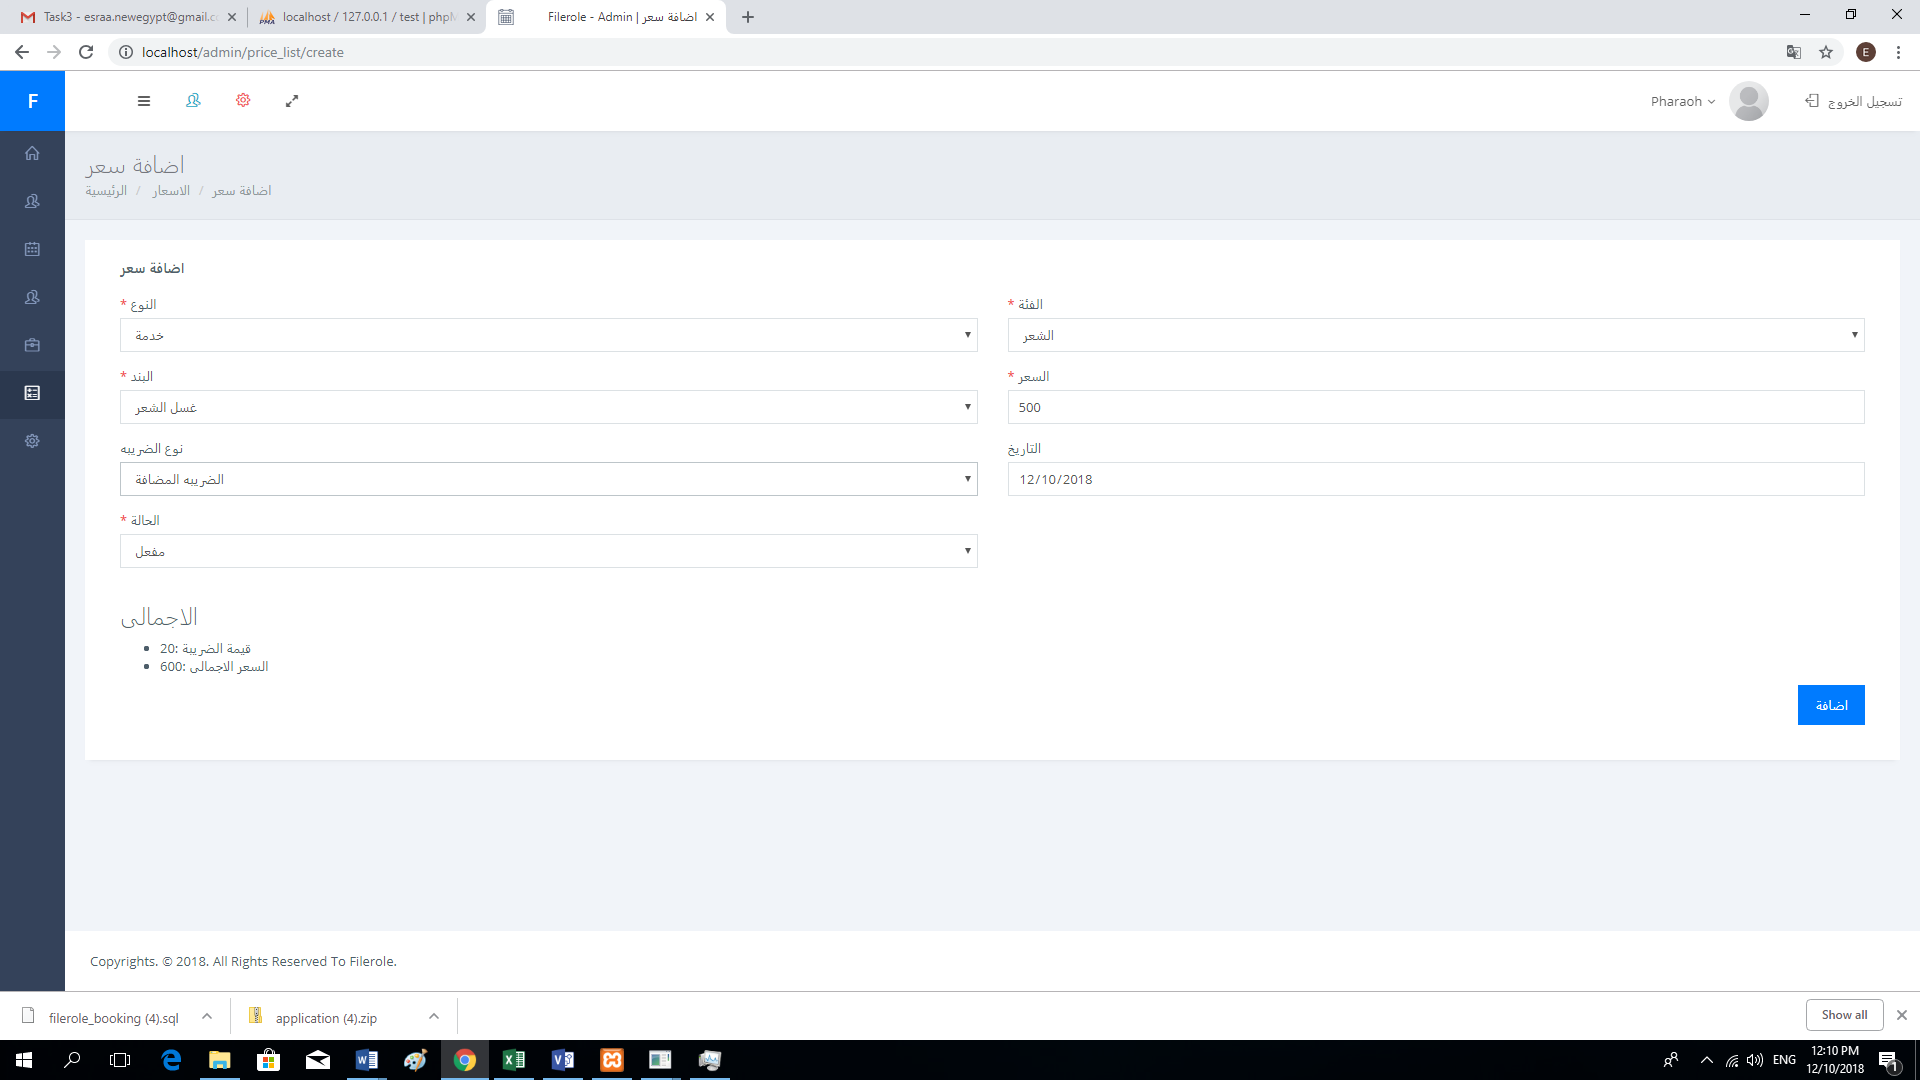 Task3 - esraa.newegypt@gmail.c
localhost / 127.0.0.1 / test | phpM
Filerole - Admin | اضافة سعر
localhost/admin/price_list/create
E
F
Pharaoh
تسجيل الخروج
اضافة سعر
الرئيسية / الاسعار / اضافة سعر
اضافة سعر
* النوع
* الفئة
خدمة
الشعر
* البند
* السعر
غسل الشعر
500
نوع الضريبه
التاريخ
الضريبه المضافة
12/10/2018
* الحالة
مفعل
الاجمالى
قيمة الضريبة :20
السعر الاجمالى :600
اضافة
Copyrights. © 2018. All Rights Reserved To Filerole.
filerole_booking (4).sql
application (4).zip
Show all
ENG
12:10 PM
12/10/2018
1